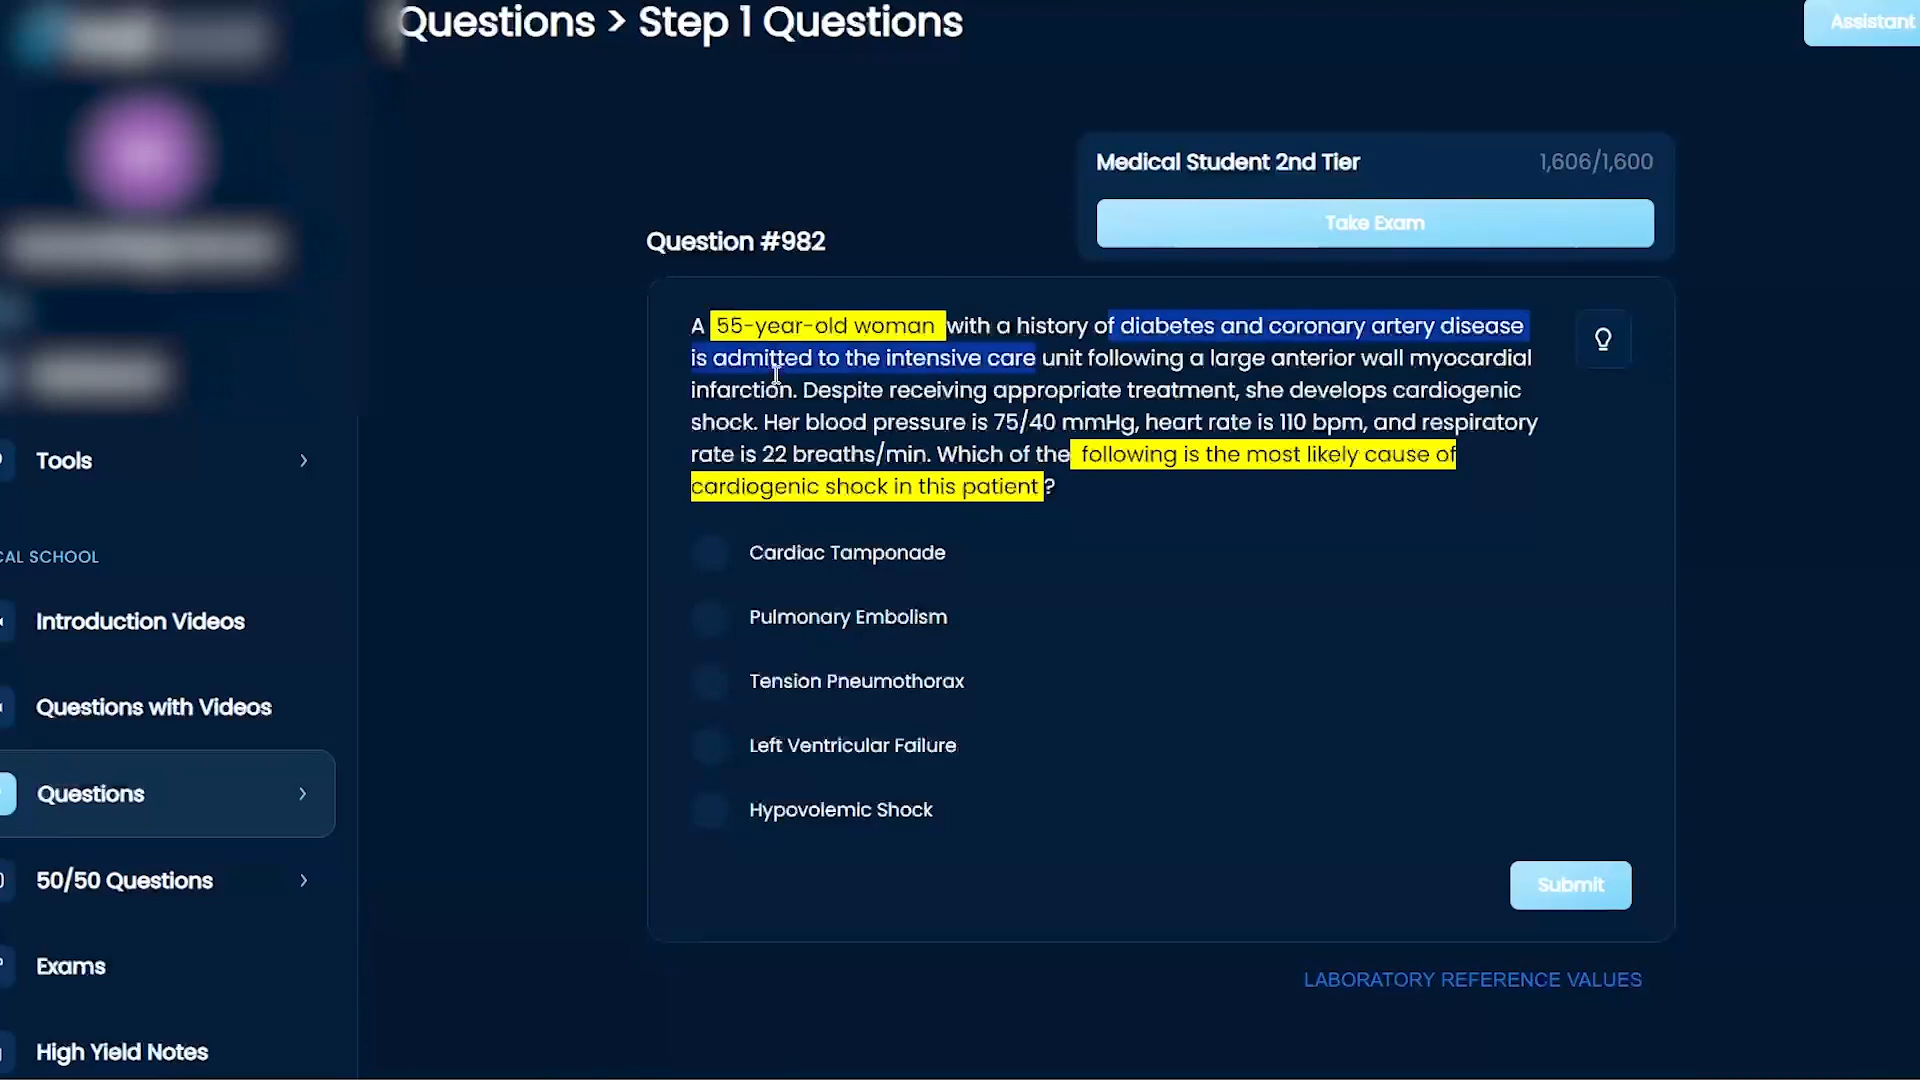 Questions > Step 1 Questions
Assistant
Medical Student 2nd Tier 1,606/1,600
Take Exam
Question #982
A 55-year-old woman with a history of diabetes and coronary artery disease
is admitted to the intensive care unit following a large anterior wall myocardial
infarction. Despite receiving appropriate treatment, she develops cardiogenic
shock. Her blood pressure is 75/40 mmHg, heart rate is 110 bpm, and respiratory
rate is 22 breaths/min. Which of the following is the most likely cause of
cardiogenic shock in this patient ?
Cardiac Tamponade
Pulmonary Embolism
Tension Pneumothorax
Left Ventricular Failure
Hypovolemic Shock
Submit
LABORATORY REFERENCE VALUES
Tools
CAL SCHOOL
Introduction Videos
Questions with Videos
Questions
50/50 Questions
Exams
High Yield Notes